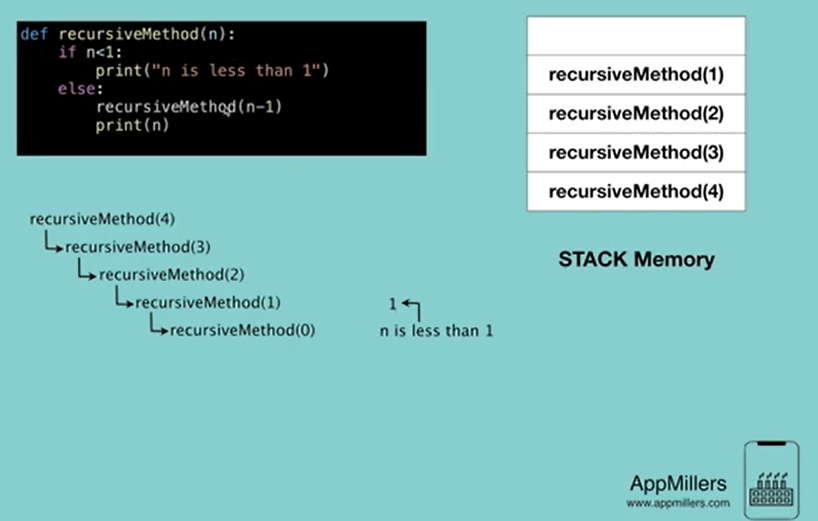 def recursiveMethod(n):
    if n<1:
        print("n is less than 1")
    else:
        recursiveMethod(n-1)
        print(n)
recursiveMethod(1)
recursiveMethod(2)
recursiveMethod(3)
recursiveMethod(4)
STACK Memory
recursiveMethod(4)
recursiveMethod(3)
recursiveMethod(2)
recursiveMethod(1) 1
recursiveMethod(0) n is less than 1
AppMillers
www.appmillers.com